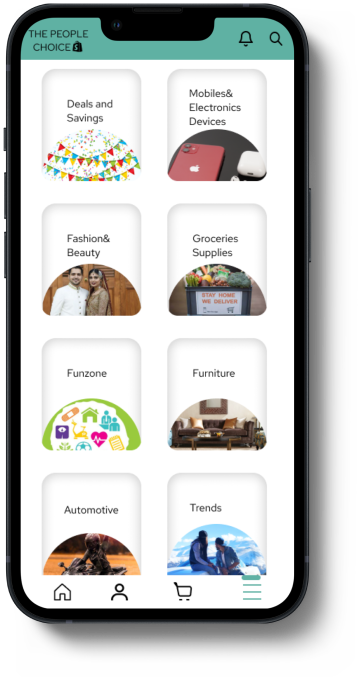 THE PEOPLE
CHOICE
Deals and
Savings
Mobiles&
Electronics
Devices
Fashion&
Beauty
Groceries
Supplies
STAY HOME
WE DELIVER
Funzone
Furniture
Automotive
Trends